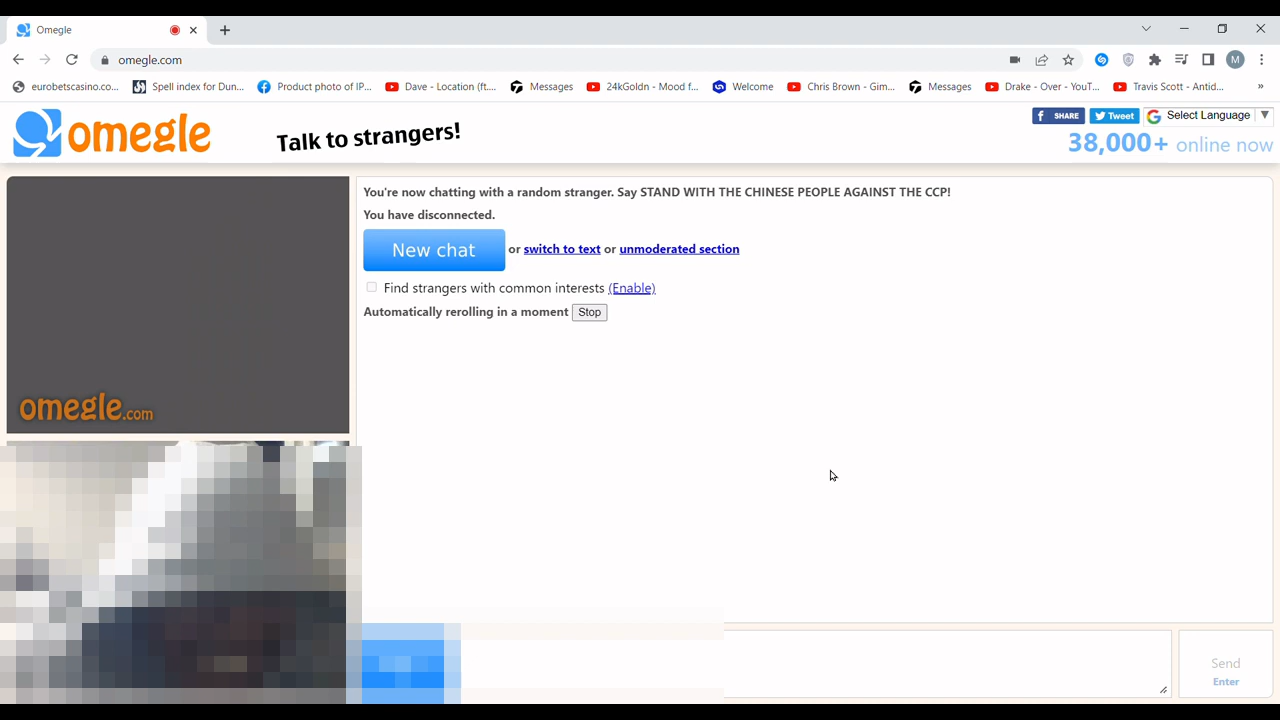 Omegle
omegle.com
eurobetscasino.co...
Spell index for Dun...
Product photo of IP...
Dave - Location (ft....
Messages
24kGoldn - Mood f...
Welcome
Chris Brown - Gim...
Messages
Drake - Over - YouT...
Travis Scott - Antid...
»
M
omegle
Talk to strangers!
SHARE
Tweet
Select Language
38,000+ online now
You're now chatting with a random stranger. Say STAND WITH THE CHINESE PEOPLE AGAINST THE CCP!
You have disconnected.
New chat or switch to text or unmoderated section
Find strangers with common interests (Enable)
Automatically rerolling in a moment Stop
omegle.com
Send
Enter